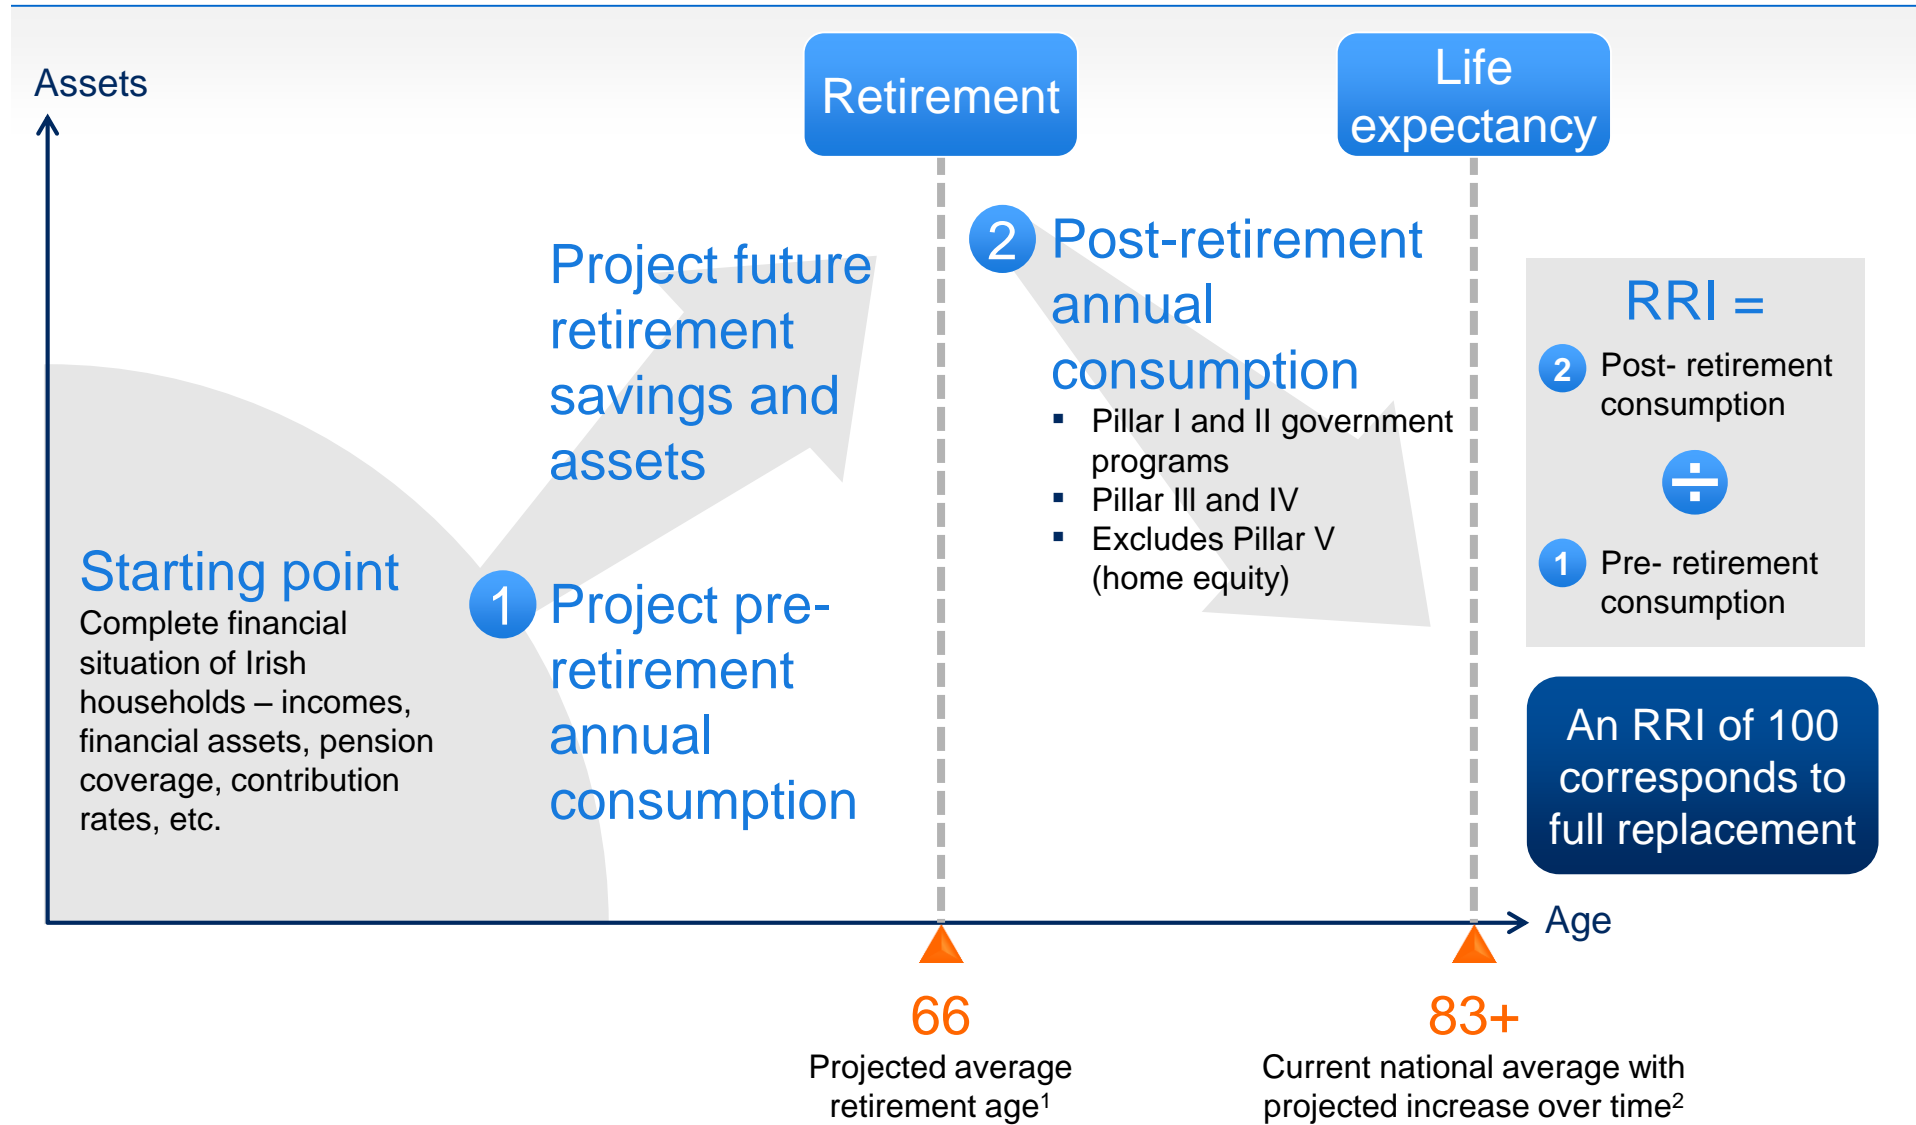 Assets
Retirement
Life
expectancy
Project future
retirement
savings and
assets
2 Post-retirement
annual
consumption
▪ Pillar I and II government
programs
▪ Pillar III and IV
▪ Excludes Pillar V
(home equity)
Starting point
Complete financial
situation of Irish
households – incomes,
financial assets, pension
coverage, contribution
rates, etc.
1 Project pre-
retirement
annual
consumption
RRI =
2 Post- retirement
consumption
÷
1 Pre- retirement
consumption
An RRI of 100
corresponds to
full replacement
Age
66
Projected average
retirement age¹
83+
Current national average with
projected increase over time²